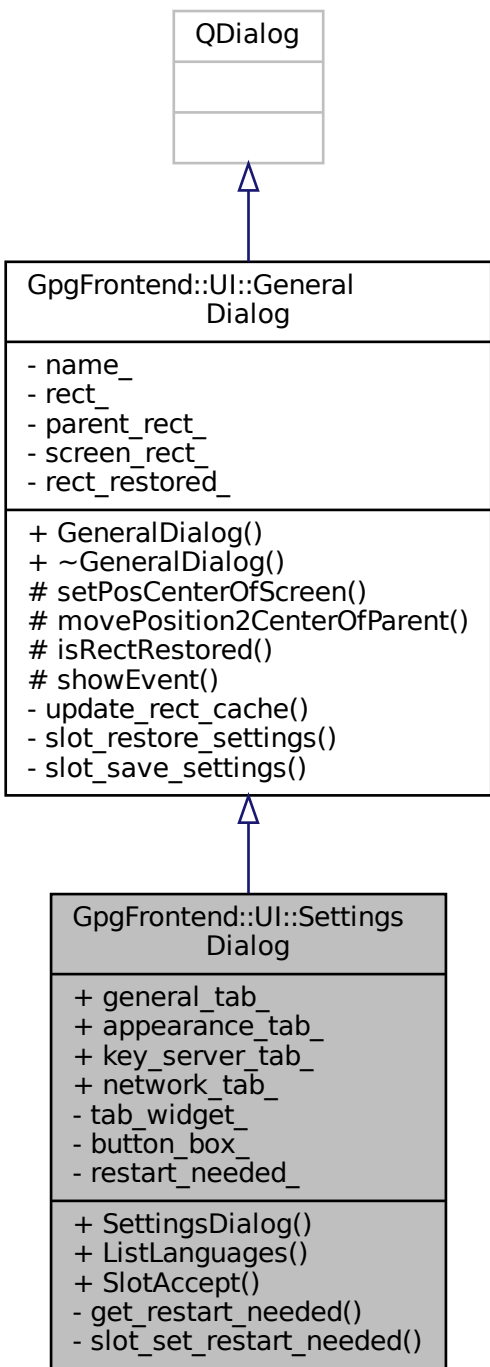 QDialog
GpgFrontend::UI::General
Dialog
- name_
- rect_
- parent_rect_
- screen_rect_
- rect_restored_
+ GeneralDialog()
+ ~GeneralDialog()
# setPosCenterOfScreen()
# movePosition2CenterOfParent()
# isRectRestored()
# showEvent()
- update_rect_cache()
- slot_restore_settings()
- slot_save_settings()
GpgFrontend::UI::Settings
Dialog
+ general_tab_
+ appearance_tab_
+ key_server_tab_
+ network_tab_
- tab_widget_
- button_box_
- restart_needed_
+ SettingsDialog()
+ ListLanguages()
+ SlotAccept()
- get_restart_needed()
- slot_set_restart_needed()